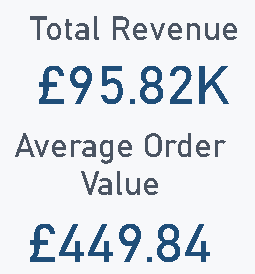 Total Revenue
£95.82K
Average Order
Value
£449.84